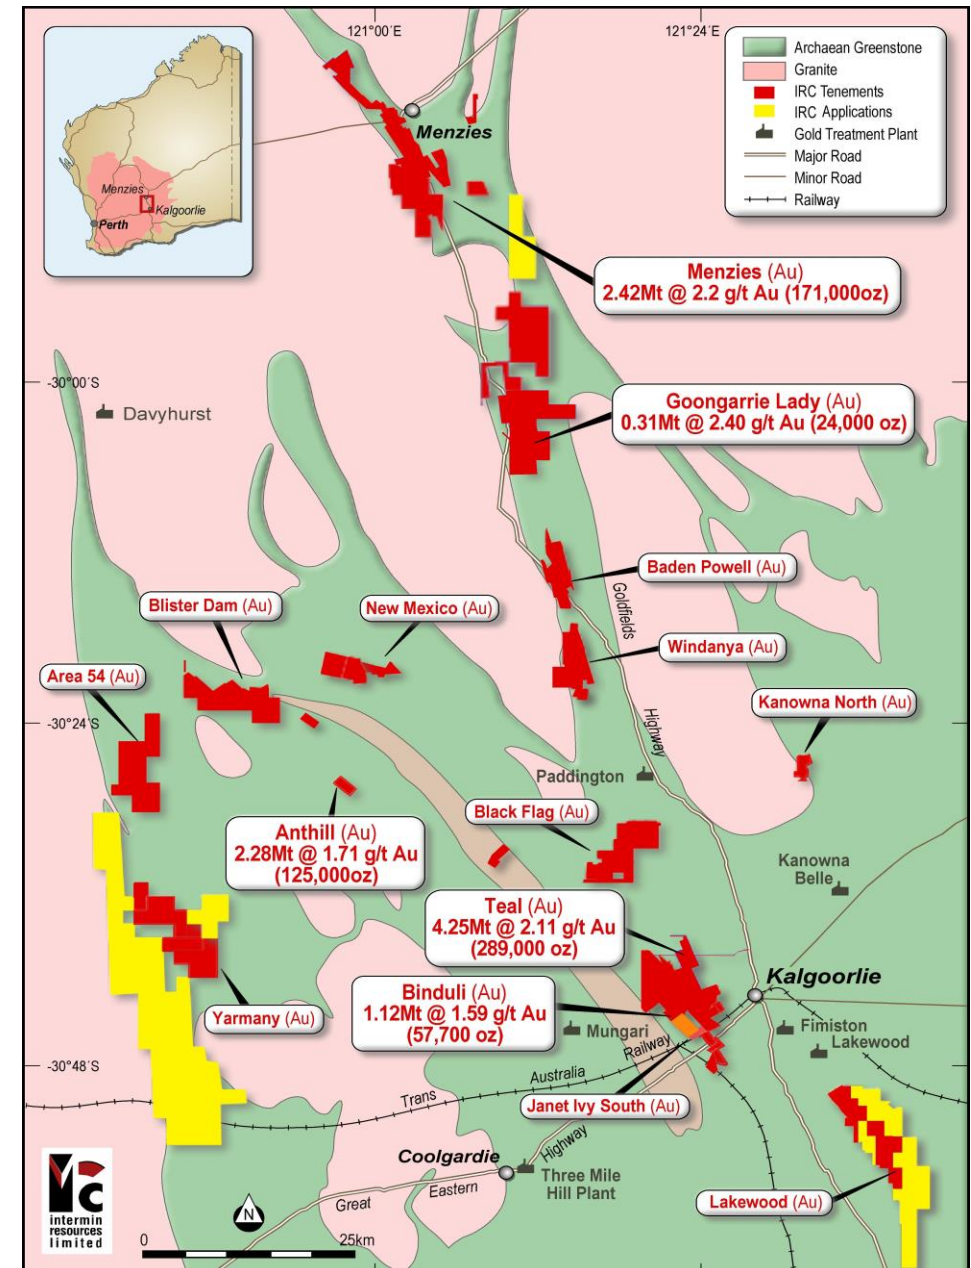 121°00´E
121°24´E
Archaean Greenstone
Granite
IRC Tenements
IRC Applications
Gold Treatment Plant
Major Road
Minor Road
Railway
Menzies
Kalgoorlie
Perth
Menzies
Menzies (Au)
2.42Mt @ 2.2 g/t Au (171,000oz)
-30°00´S
Davyhurst
Goongarrie Lady (Au)
0.31Mt @ 2.40 g/t Au (24,000 oz)
Baden Powell (Au)
Goldfields
Highway
Blister Dam (Au)
New Mexico (Au)
Windanya (Au)
Area 54 (Au)
Kanowna North (Au)
-30°24´S
Paddington
Black Flag (Au)
Anthill (Au)
2.28Mt @ 1.71 g/t Au
(125,000oz)
Kanowna
Belle
Teal (Au)
4.25Mt @ 2.11 g/t Au
(289,000 oz)
Kalgoorlie
Binduli (Au)
1.12Mt @ 1.59 g/t Au
(57,700 oz)
Yarmany (Au)
Mungari
Fimiston
Lakewood
-30°48´S
Trans
Australia
Railway
Janet Ivy South (Au)
Coolgardie
Three Mile
Hill Plant
Great
Eastern
Highway
Lakewood (Au)
intermin
resources
limited
N
0
25km